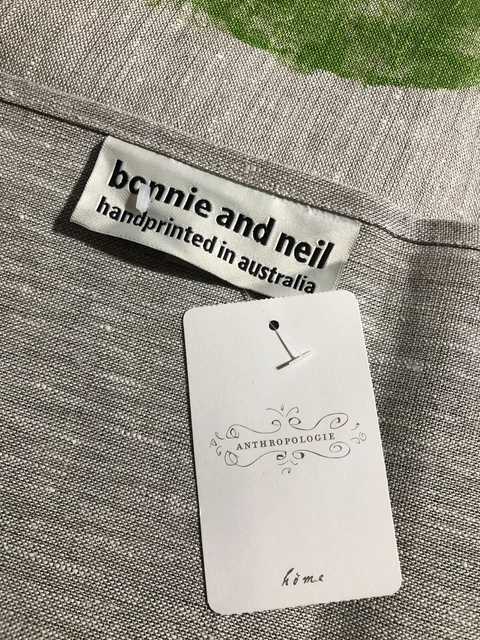 bonnie and neil
handprinted in australia
ANTHROPOLOGIE
home